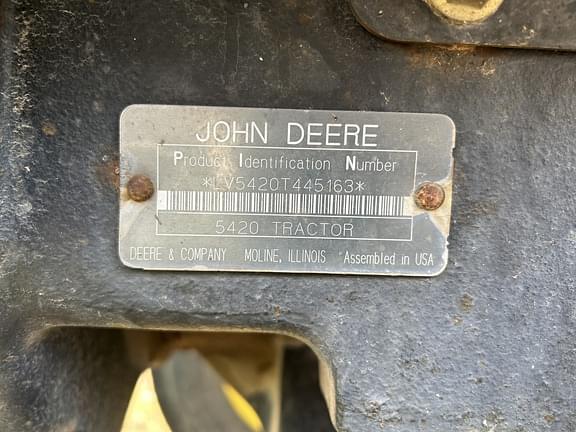 JOHN DEERE
Product Identification Number
*LV5420T445163*
5420 TRACTOR
DEERE & COMPANY MOLINE, ILLINOIS Assembled in USA